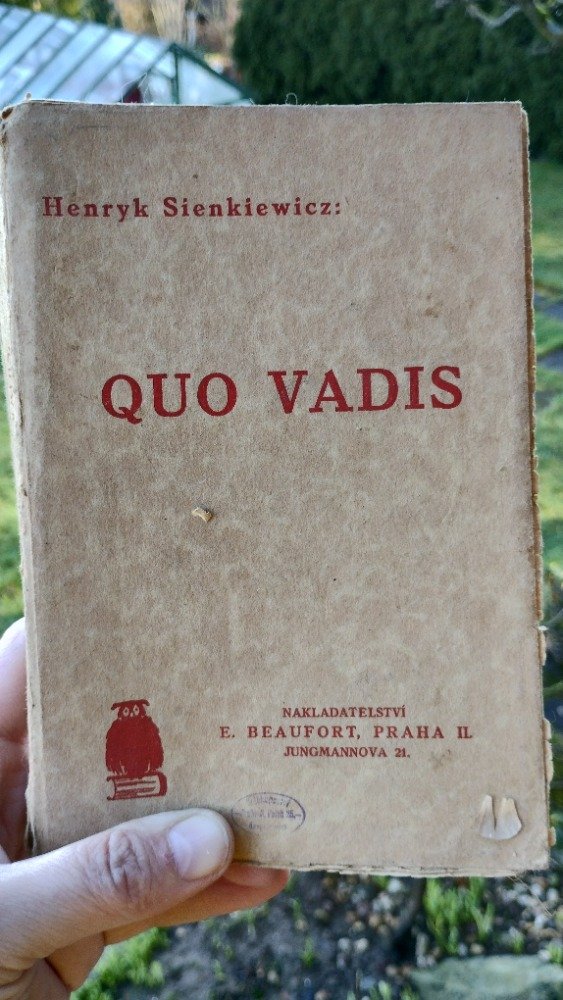 Henryk Sienkiewicz:
QUO VADIS
NAKLADATELSTVÍ
E. BEAUFORT, PRAHA II.
JUNGMANNOVA 21.